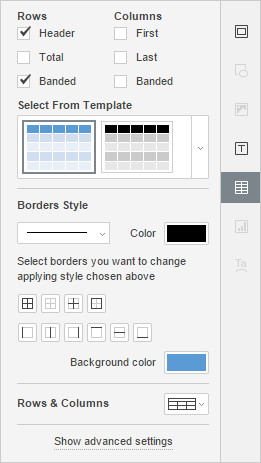 Rows Columns
Header First
Total Last
Banded Banded
Select From Template
Borders Style
Color
Select borders you want to change
applying style chosen above
Background color
Rows & Columns
Show advanced settings
T
Ta